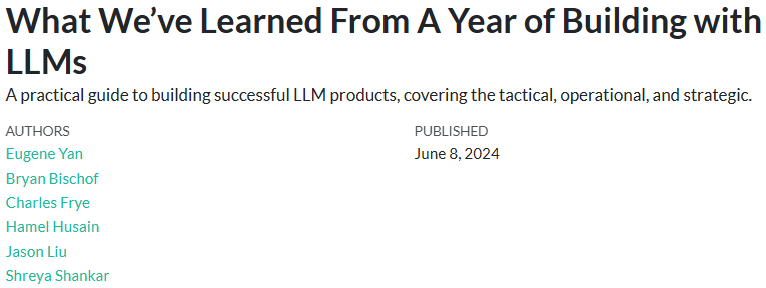 What We’ve Learned From A Year of Building with
LLMs
A practical guide to building successful LLM products, covering the tactical, operational, and strategic.
AUTHORS
Eugene Yan
Bryan Bischof
Charles Frye
Hamel Husain
Jason Liu
Shreya Shankar
PUBLISHED
June 8, 2024